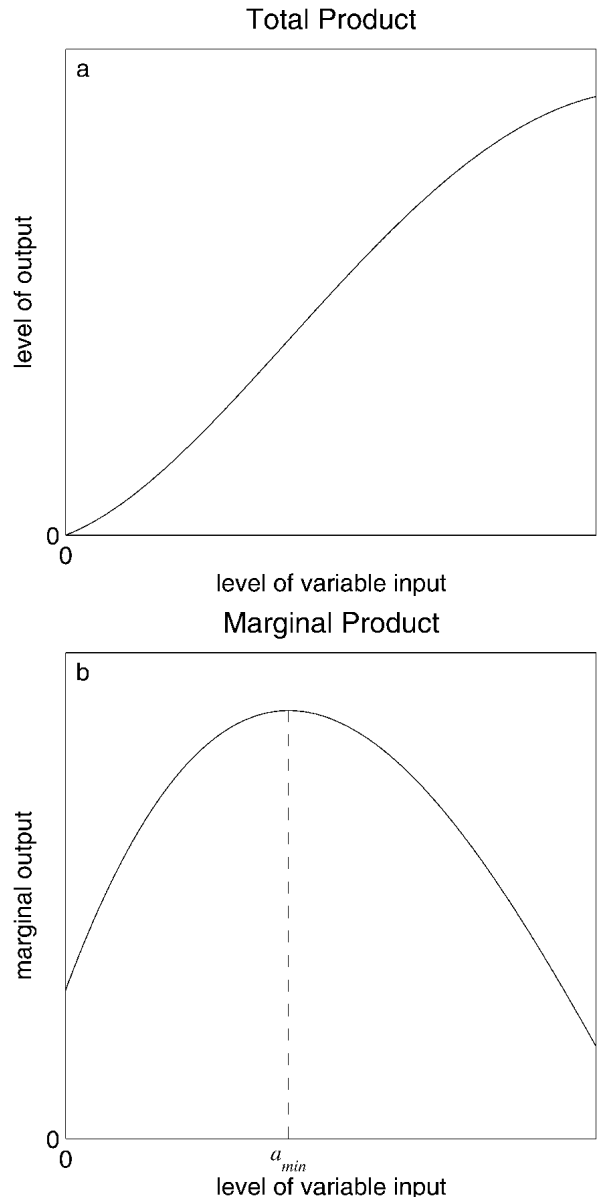 Total Product
a
level of output
0
0
level of variable input
Marginal Product
b
marginal output
0
0
a_min
level of variable input